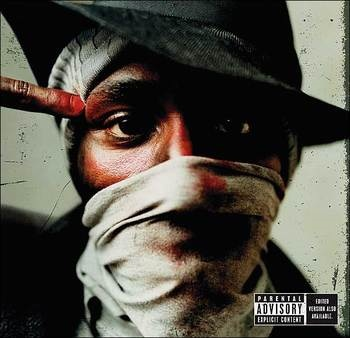 PARENTAL
ADVISORY
EXPLICIT CONTENT
EDITED
VERSION ALSO
AVAILABLE.